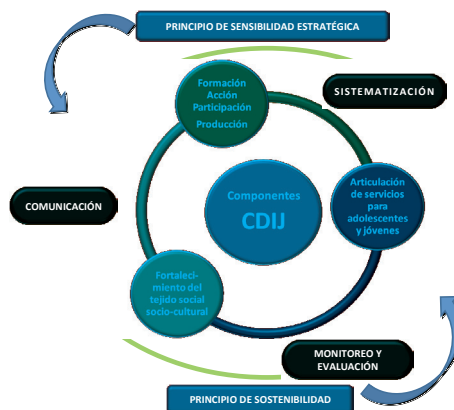 PRINCIPIO DE SENSIBILIDAD ESTRATÉGICA
Formación
Acción
Participación
Producción
SISTEMATIZACIÓN
Componentes
CDIJ
Articulación
de servicios
para
adolescentes
y jóvenes
COMUNICACIÓN
Fortaleci-
miento del
tejido social
socio-cultural
MONITOREO Y
EVALUACIÓN
PRINCIPIO DE SOSTENIBILIDAD